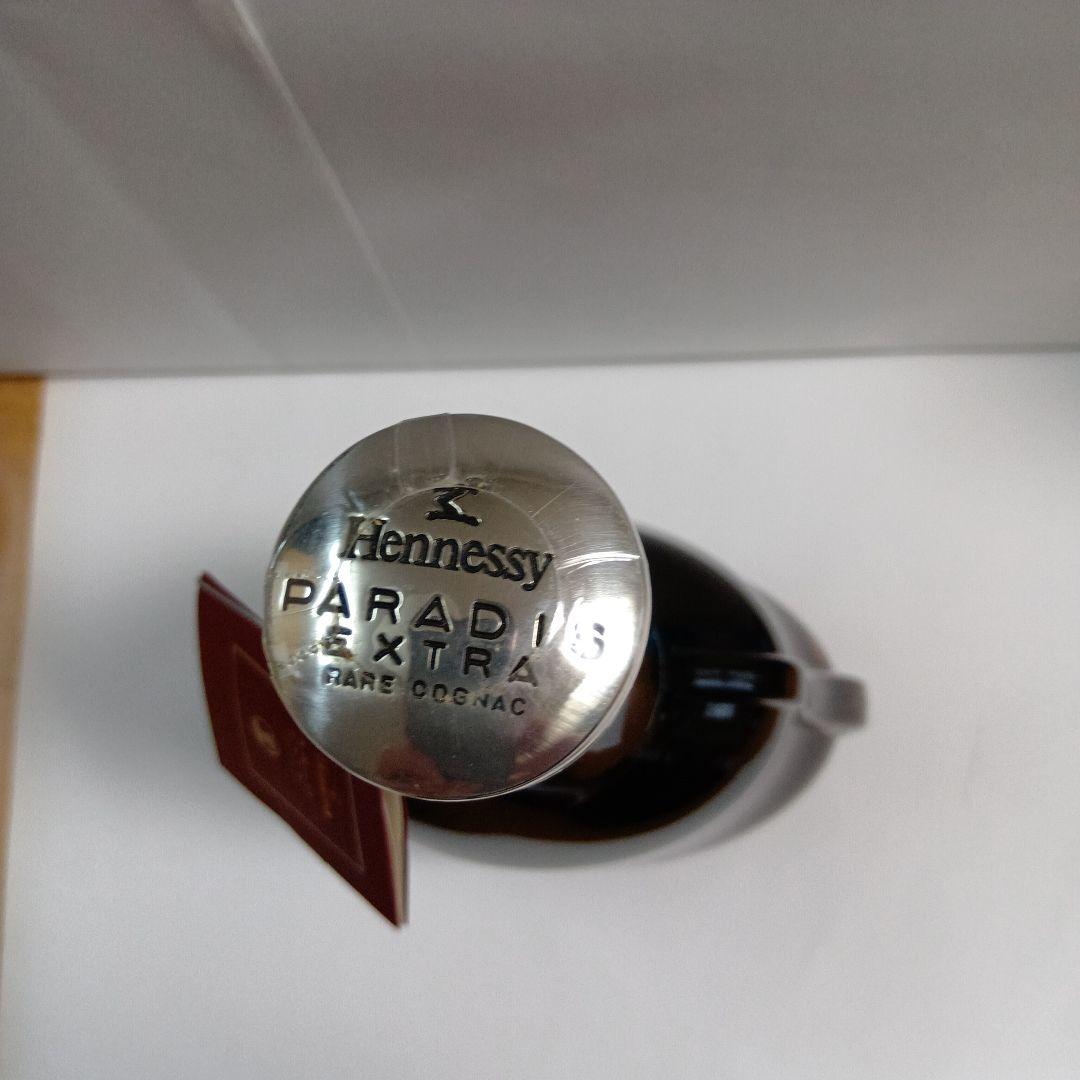 Hennessy
PARADIS
EXTRA
RARE COGNAC